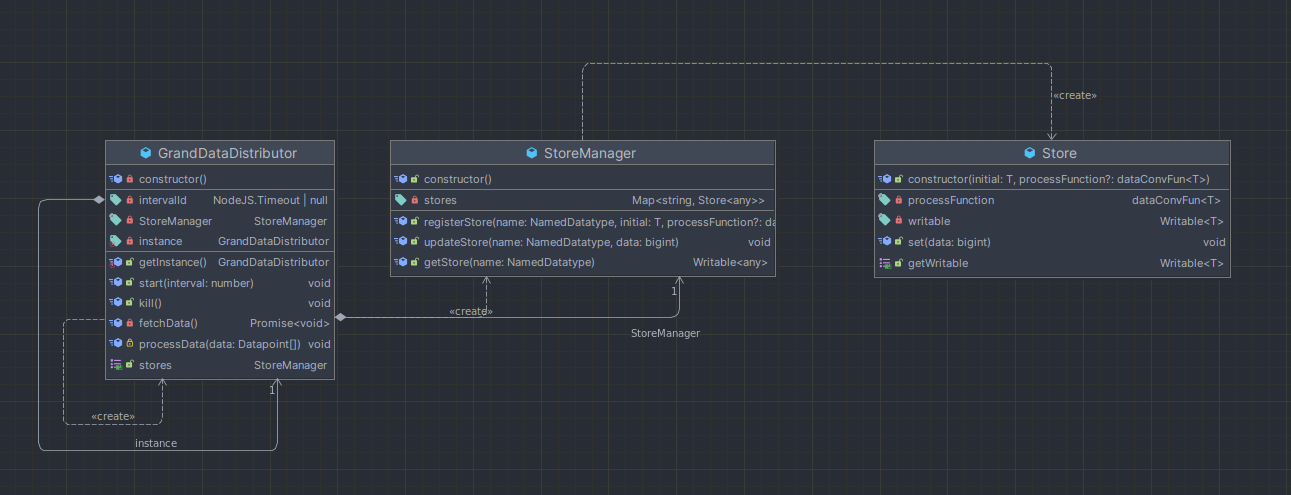 «create»
GrandDataDistributor
constructor()
intervalId NodeJS.Timeout | null
StoreManager StoreManager
instance GrandDataDistributor
getInstance() GrandDataDistributor
start(interval: number) void
kill() void
fetchData() Promise<void>
processData(data: Datapoint[]) void
stores StoreManager
1
«create»
instance
StoreManager
constructor()
stores Map<string, Store<any>>
registerStore(name: NamedDatatype, initial: T, processFunction?: da
updateStore(name: NamedDatatype, data: bigint) void
getStore(name: NamedDatatype) Writable<any>
1
«create»
StoreManager
Store
constructor(initial: T, processFunction?: dataConvFun<T>)
processFunction dataConvFun<T>
writable Writable<T>
set(data: bigint) void
getWritable Writable<T>